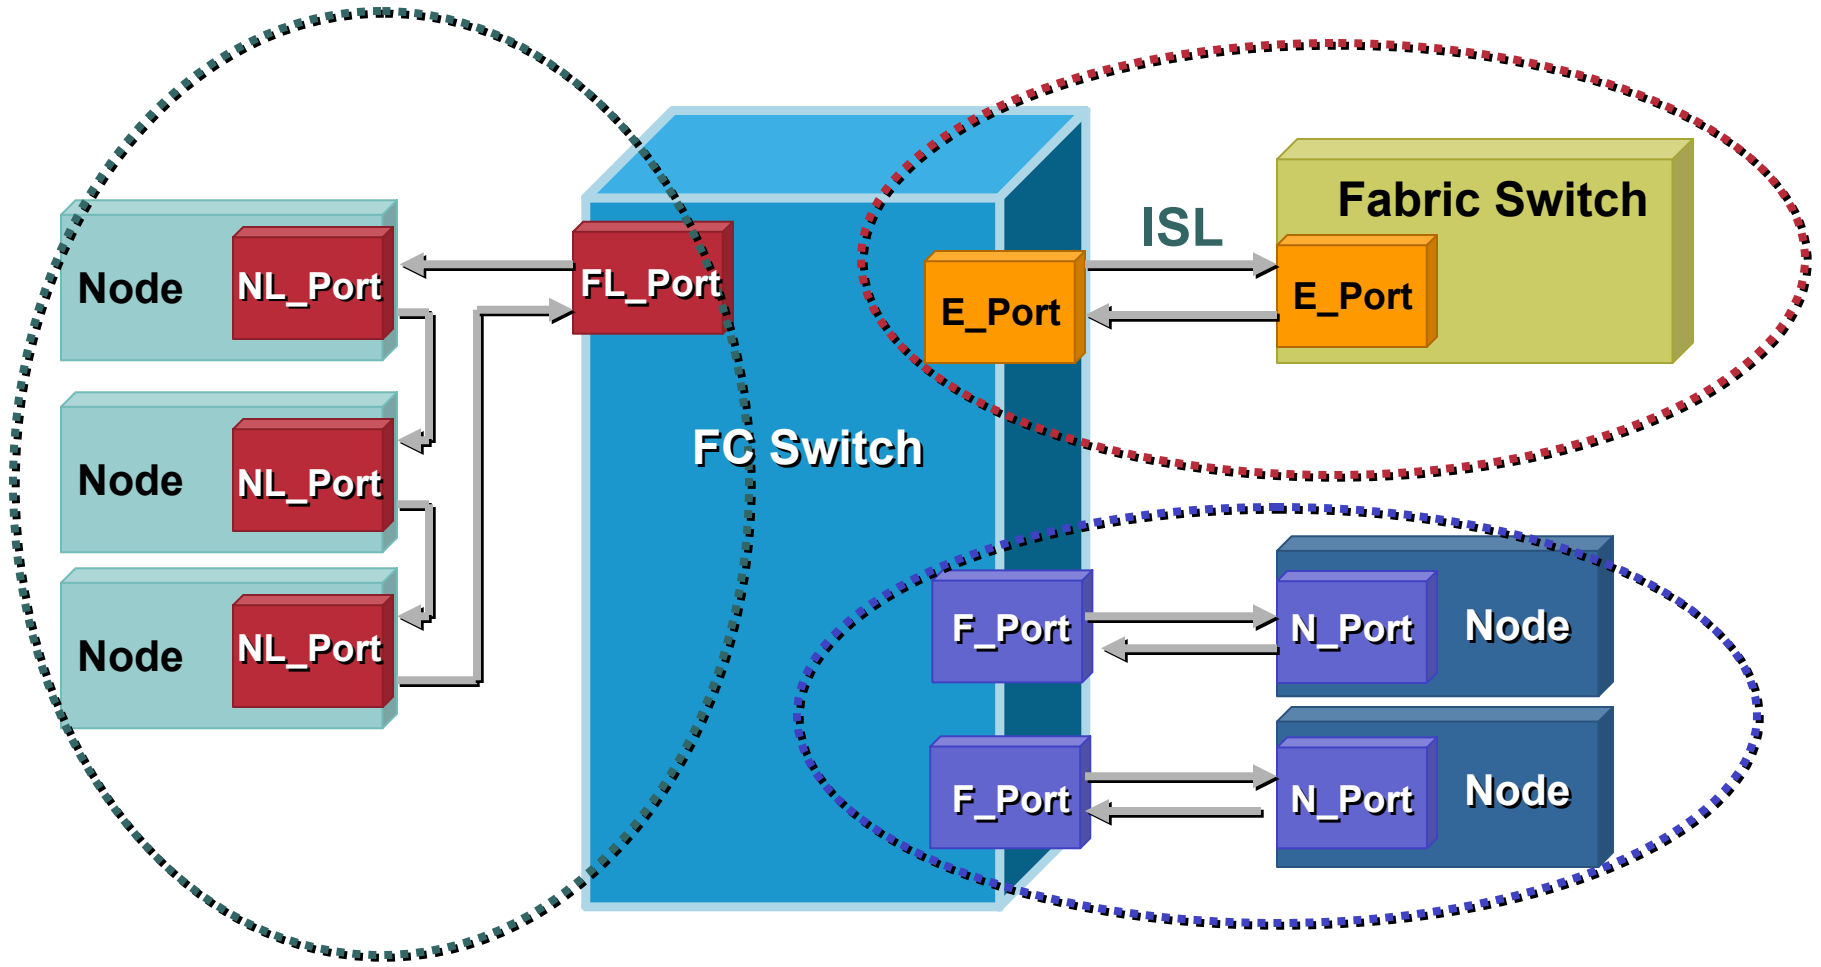 Node
NL_Port
FL_Port
Node
NL_Port
Node
NL_Port
FC Switch
ISL
Fabric Switch
E_Port
E_Port
F_Port
N_Port
Node
F_Port
N_Port
Node